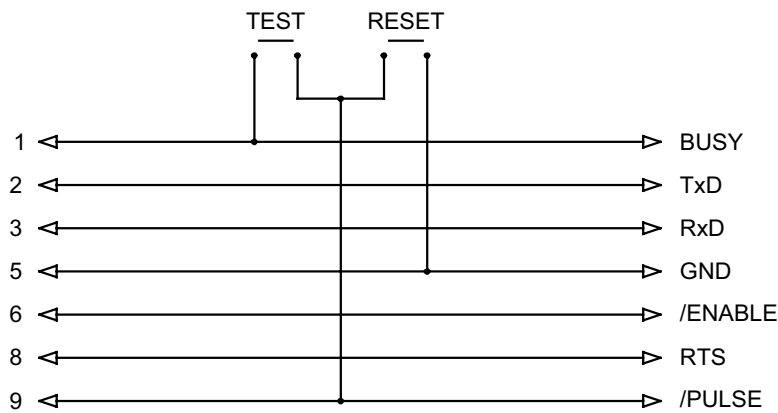 TEST RESET
1 BUSY
2 TxD
3 RxD
5 GND
6 /ENABLE
8 RTS
9 /PULSE